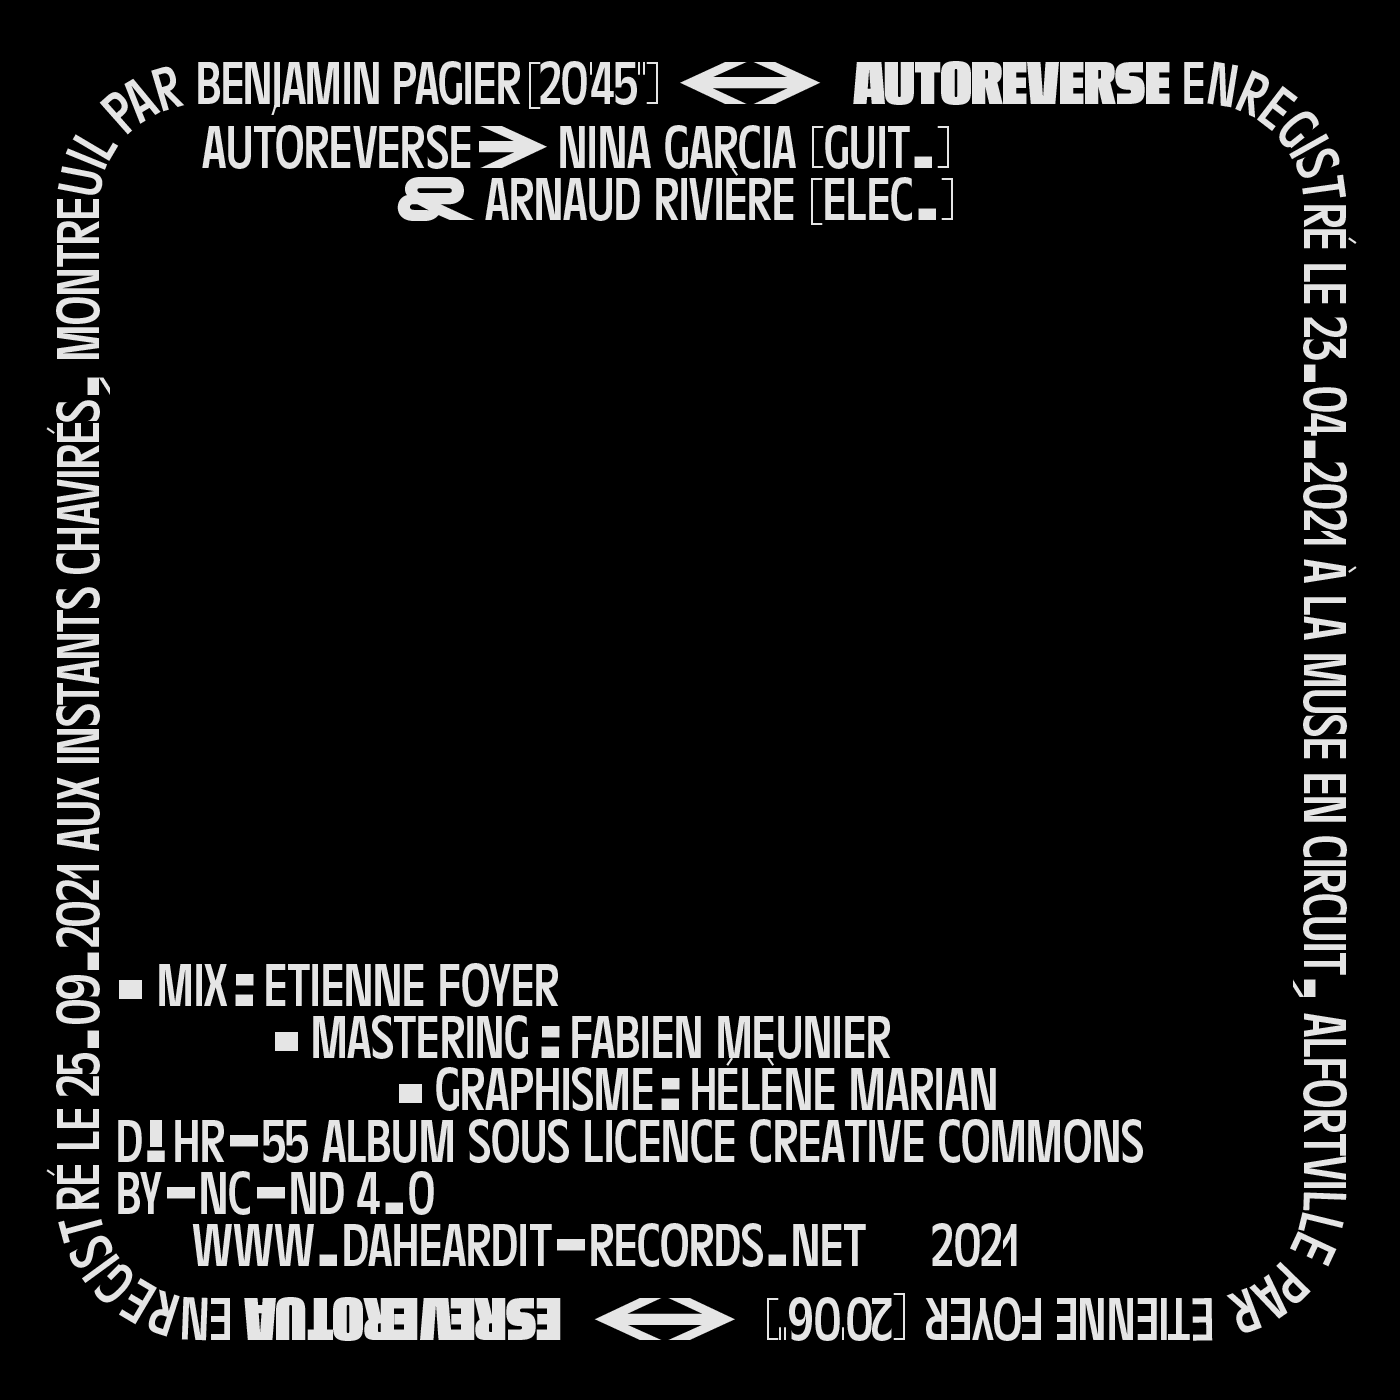 AUTOREVERSE ENREGISTRÉ LE 23.04.2021 À LA MUSE EN CIRCUIT, ALFORTVILLE PAR ETIENNE FOYER [20'06"] ↔
ESREVEROTUA ENREGISTRÉ LE 25.09.2021 AUX INSTANTS CHAVIRÉS, MONTREUIL PAR BENJAMIN PAGIER [20'45"] ↔
AUTOREVERSE → NINA GARCIA [GUIT.]
& ARNAUD RIVIÈRE [ELEC.]
- MIX : ETIENNE FOYER
- MASTERING : FABIEN MEUNIER
- GRAPHISME : HÉLÈNE MARIAN
D!HR-55 ALBUM SOUS LICENCE CREATIVE COMMONS
BY-NC-ND 4.0
WWW.DAHEARDIT-RECORDS.NET 2021